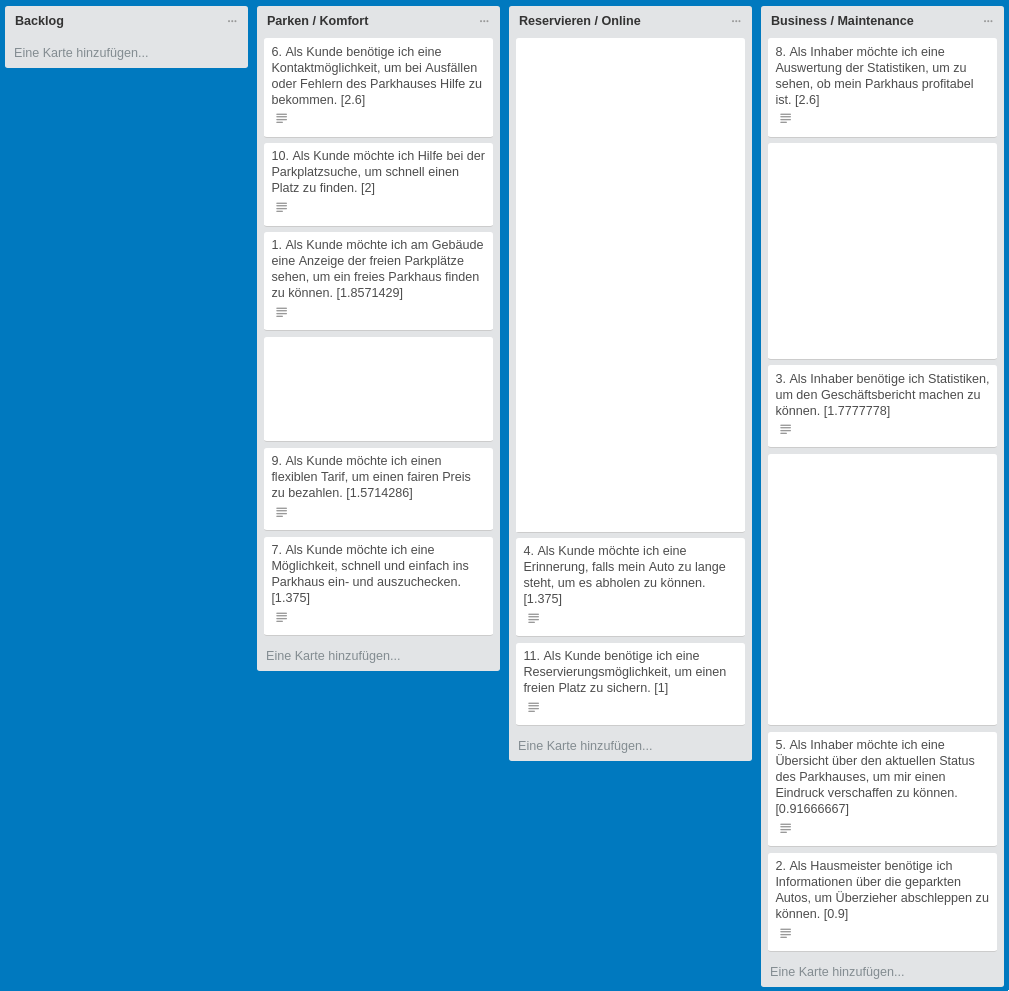 Backlog
Eine Karte hinzufügen...
Parken / Komfort
6. Als Kunde benötige ich eine
Kontaktmöglichkeit, um bei Ausfällen
oder Fehlern des Parkhauses Hilfe zu
bekommen. [2.6]
10. Als Kunde möchte ich Hilfe bei der
Parkplatzsuche, um schnell einen
Platz zu finden. [2]
1. Als Kunde möchte ich am Gebäude
eine Anzeige der freien Parkplätze
sehen, um ein freies Parkhaus finden
zu können. [1.8571429]
9. Als Kunde möchte ich einen
flexiblen Tarif, um einen fairen Preis
zu bezahlen. [1.5714286]
7. Als Kunde möchte ich eine
Möglichkeit, schnell und einfach ins
Parkhaus ein- und auszuchecken.
[1.375]
Eine Karte hinzufügen...
Reservieren / Online
4. Als Kunde möchte ich eine
Erinnerung, falls mein Auto zu lange
steht, um es abholen zu können.
[1.375]
11. Als Kunde benötige ich eine
Reservierungsmöglichkeit, um einen
freien Platz zu sichern. [1]
Eine Karte hinzufügen...
Business / Maintenance
8. Als Inhaber möchte ich eine
Auswertung der Statistiken, um zu
sehen, ob mein Parkhaus profitabel
ist. [2.6]
3. Als Inhaber benötige ich Statistiken,
um den Geschäftsbericht machen zu
können. [1.7777778]
5. Als Inhaber möchte ich eine
Übersicht über den aktuellen Status
des Parkhauses, um mir einen
Eindruck verschaffen zu können.
[0.91666667]
2. Als Hausmeister benötige ich
Informationen über die geparkten
Autos, um Überzieher abschleppen zu
können. [0.9]
Eine Karte hinzufügen...